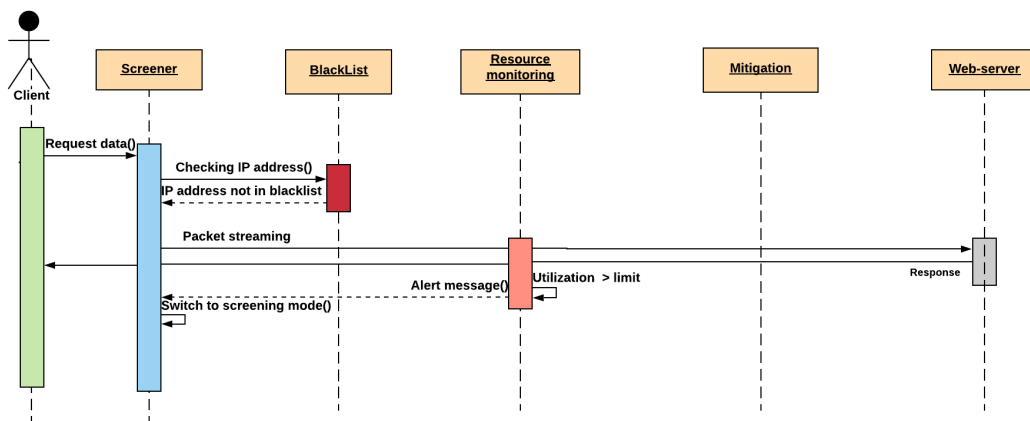 Client
Screener
BlackList
Resource
monitoring
Mitigation
Web-server
Request data()
Checking IP address()
IP address not in blacklist
Packet streaming
Response
Utilization > limit
Alert message()
Switch to screening mode()